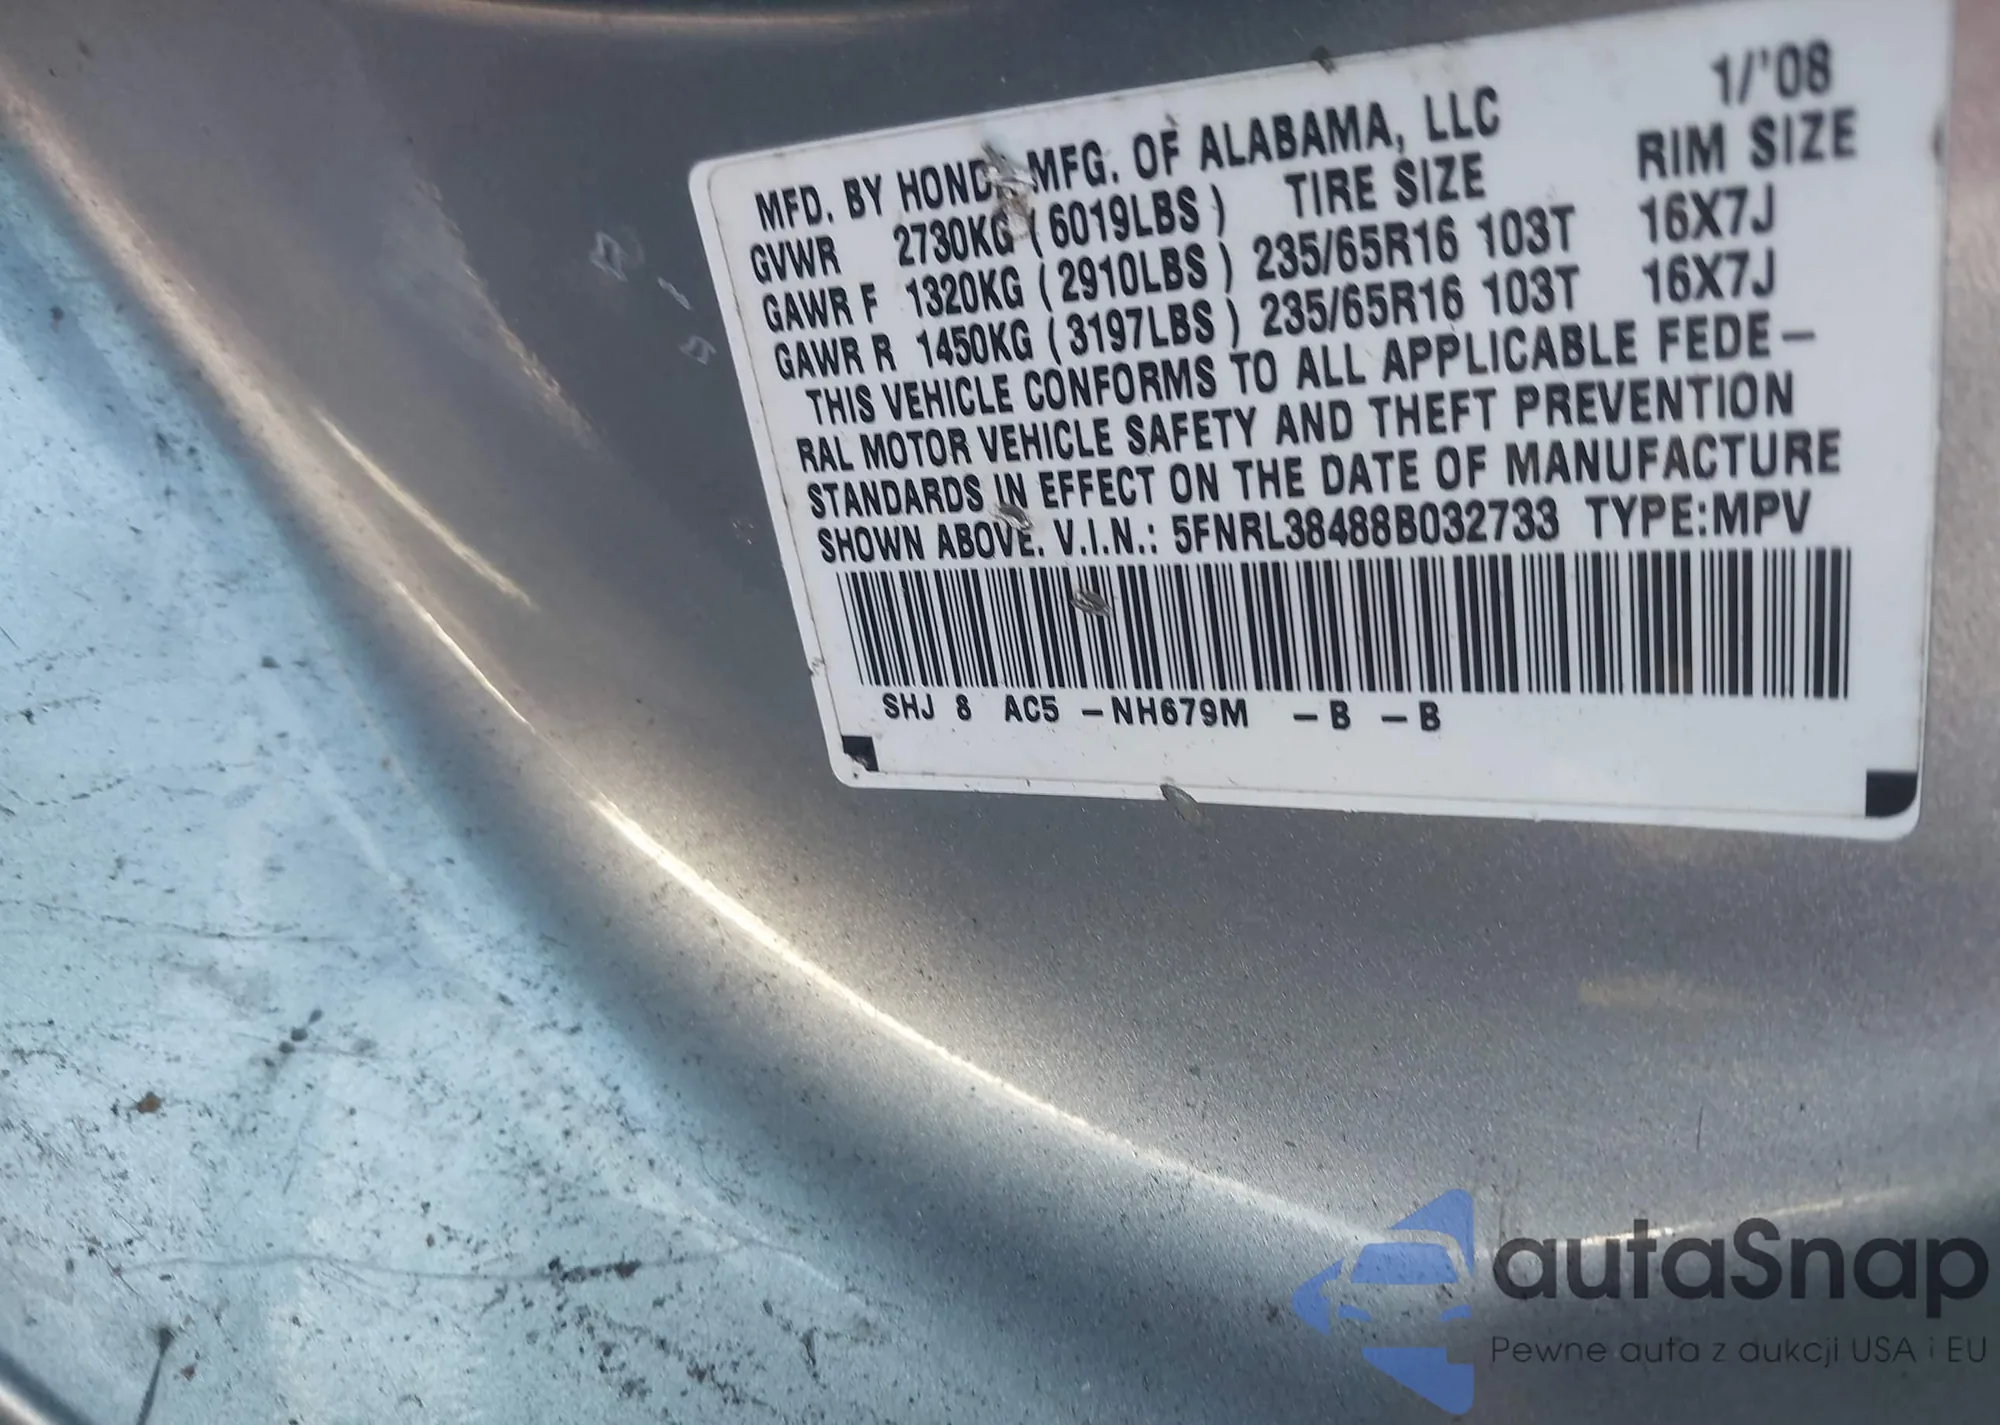 1/'08
MFD. BY HONDA MFG. OF ALABAMA, LLC
TIRE SIZE RIM SIZE
GVWR 2730KG ( 6019LBS )
GAWR F 1320KG ( 2910LBS ) 235/65R16 103T 16X7J
GAWR R 1450KG ( 3197LBS ) 235/65R16 103T 16X7J
THIS VEHICLE CONFORMS TO ALL APPLICABLE FEDE–
RAL MOTOR VEHICLE SAFETY AND THEFT PREVENTION
STANDARDS IN EFFECT ON THE DATE OF MANUFACTURE
SHOWN ABOVE. V.I.N.: 5FNRL38488B032733 TYPE:MPV
SHJ 8 AC5 –NH679M –B –B
autaSnap
Pewne auta z aukcji USA i EU